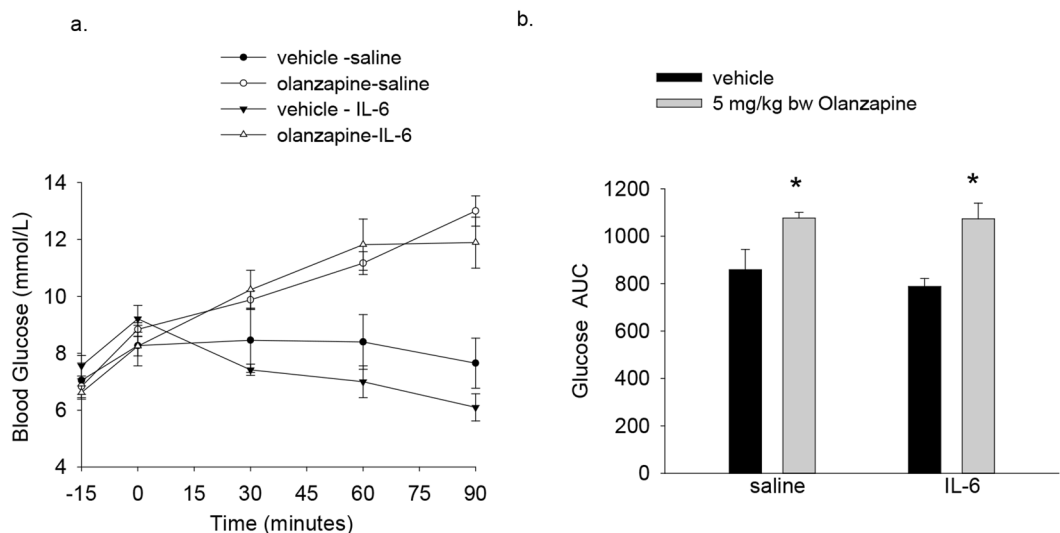 a.
vehicle -saline
olanzapine-saline
vehicle - IL-6
olanzapine-IL-6
Blood Glucose (mmol/L)
14
12
10
8
6
4
-15 0 15 30 45 60 75 90
Time (minutes)
b.
vehicle
5 mg/kg bw Olanzapine
Glucose AUC
1200
1000
800
600
400
200
0
* *
saline IL-6